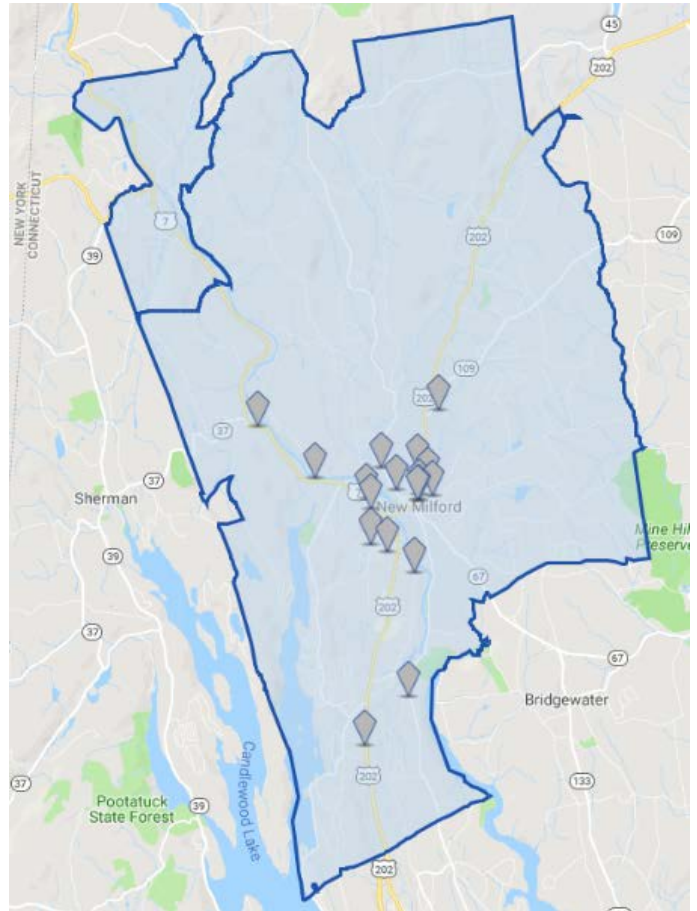 45
202
NEW YORK
CONNECTICUT
7
39
202
109
109
202
37
37
Sherman
New Milford
Mine Hill
Preserve
39
67
202
37
67
Bridgewater
Candlewood Lake
202
37
133
Pootatuck
State Forest
39
202